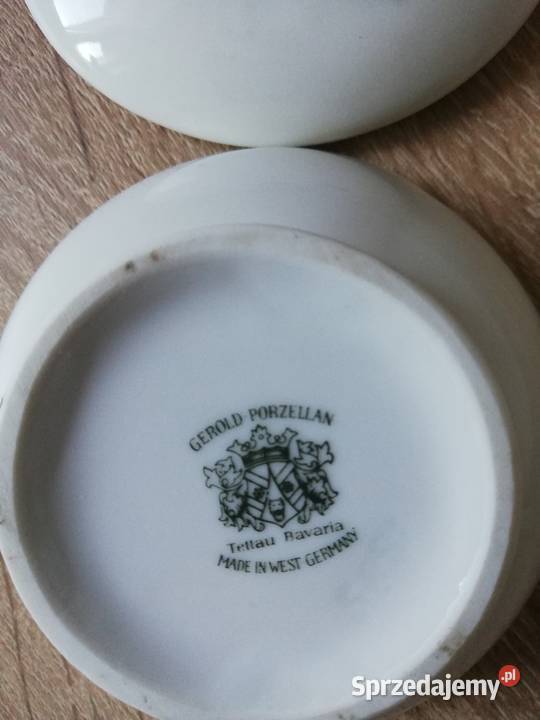 GEROLD PORZELLAN
Tettau Bavaria
MADE IN WEST GERMANY
Sprzedajemy.pl